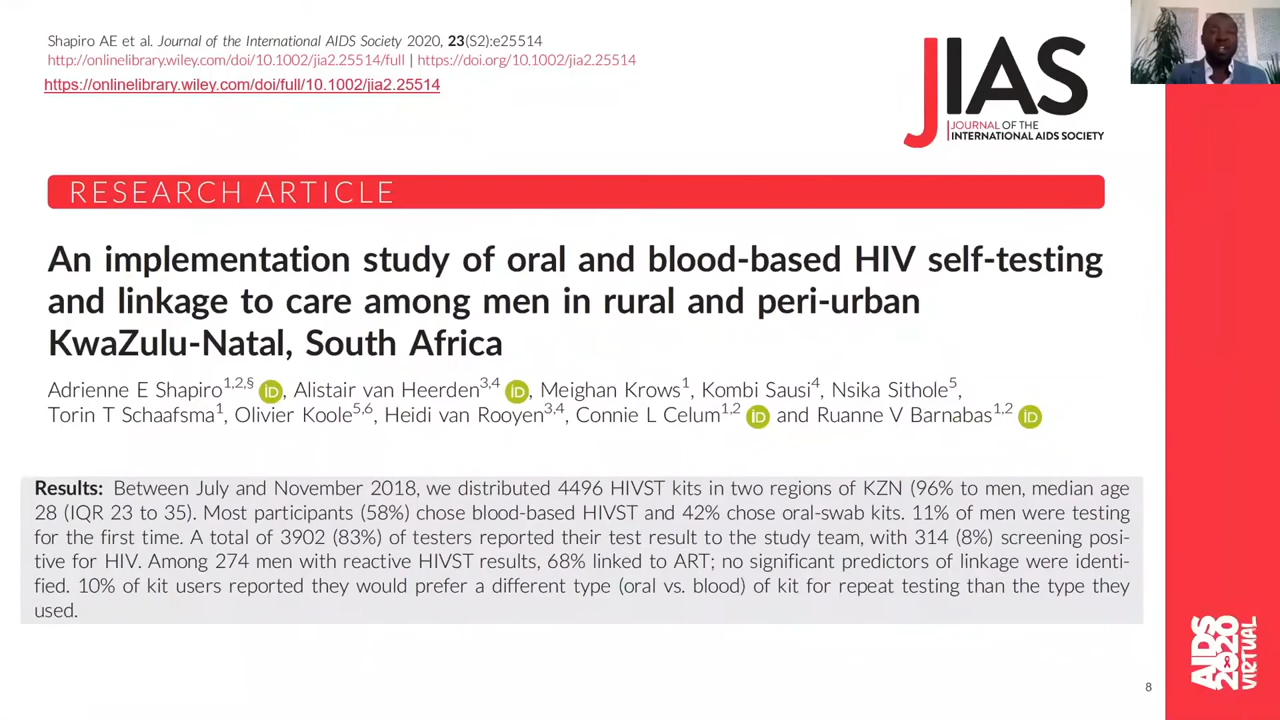 Shapiro AE et al. Journal of the International AIDS Society 2020, 23(S2):e25514
http://onlinelibrary.wiley.com/doi/10.1002/jia2.25514/full | https://doi.org/10.1002/jia2.25514
https://onlinelibrary.wiley.com/doi/full/10.1002/jia2.25514
JIAS
JOURNAL OF THE
INTERNATIONAL AIDS SOCIETY
RESEARCH ARTICLE
An implementation study of oral and blood-based HIV self-testing
and linkage to care among men in rural and peri-urban
KwaZulu-Natal, South Africa
Adrienne E Shapiro1,2,§ iD, Alistair van Heerden3,4 iD, Meighan Krows1, Kombi Sausi4, Nsika Sithole5,
Torin T Schaafsma1, Olivier Koole5,6, Heidi van Rooyen3,4, Connie L Celum1,2 iD and Ruanne V Barnabas1,2 iD
Results: Between July and November 2018, we distributed 4496 HIVST kits in two regions of KZN (96% to men, median age
28 (IQR 23 to 35). Most participants (58%) chose blood-based HIVST and 42% chose oral-swab kits. 11% of men were testing
for the first time. A total of 3902 (83%) of testers reported their test result to the study team, with 314 (8%) screening posi-
tive for HIV. Among 274 men with reactive HIVST results, 68% linked to ART; no significant predictors of linkage were identi-
fied. 10% of kit users reported they would prefer a different type (oral vs. blood) of kit for repeat testing than the type they
used.
8
AIDS
2020
VIRTUAL